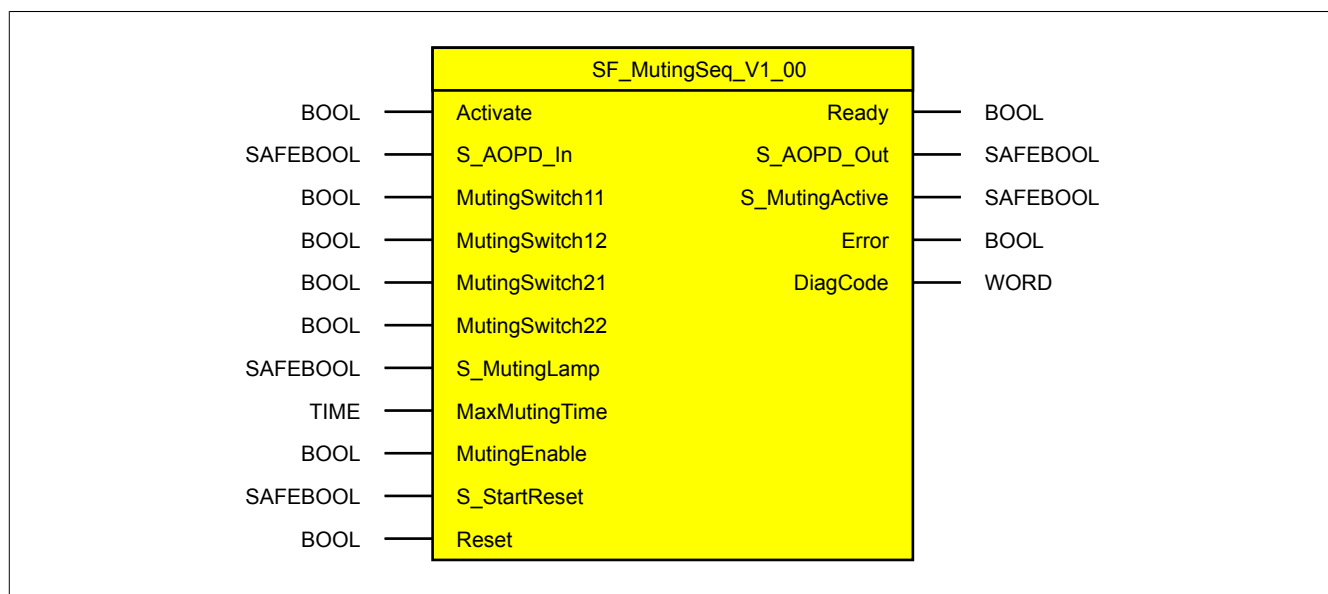 SF_MutingSeq_V1_00
BOOL Activate Ready BOOL
SAFEBOOL S_AOPD_In S_AOPD_Out SAFEBOOL
BOOL MutingSwitch11 S_MutingActive SAFEBOOL
BOOL MutingSwitch12 Error BOOL
BOOL MutingSwitch21 DiagCode WORD
BOOL MutingSwitch22
SAFEBOOL S_MutingLamp
TIME MaxMutingTime
BOOL MutingEnable
SAFEBOOL S_StartReset
BOOL Reset